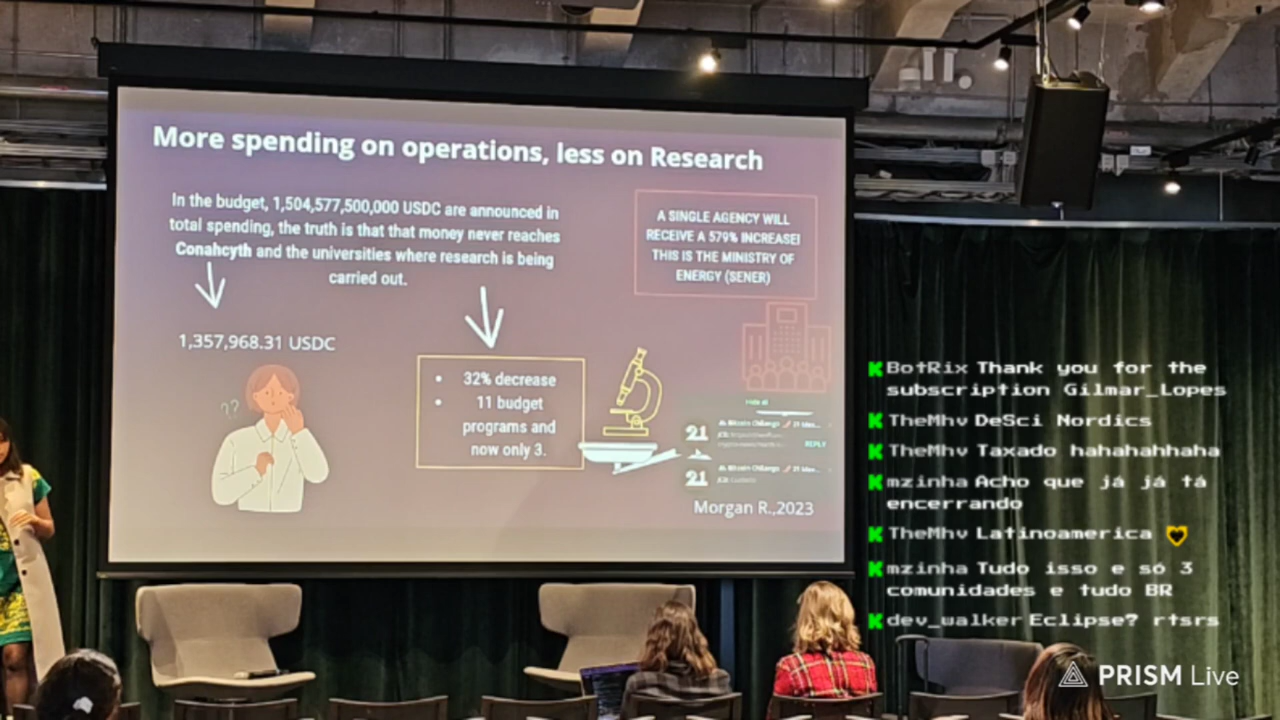 More spending on operations, less on Research
In the budget, 1,504,577,500,000 USDC are announced in
total spending, the truth is that that money never reaches
Conahcyth and the universities where research is being
carried out.
1,357,968.31 USDC
??
• 32% decrease
• 11 budget
programs and
now only 3.
A SINGLE AGENCY WILL
RECEIVE A 579% INCREASE!
THIS IS THE MINISTRY OF
ENERGY (SENER)
21
REPLY
21
Morgan R.,2023
BotRix Thank you for the
subscription Gilmar_Lopes
TheMhv DeSci Nordics
TheMhv Taxado hahahahhaha
mzinha Acho que já já tá
encerrando
TheMhv Latinoamerica
mzinha Tudo isso e só 3
comunidades e tudo BR
dev_walker Eclipse? rtsrs
PRISM Live